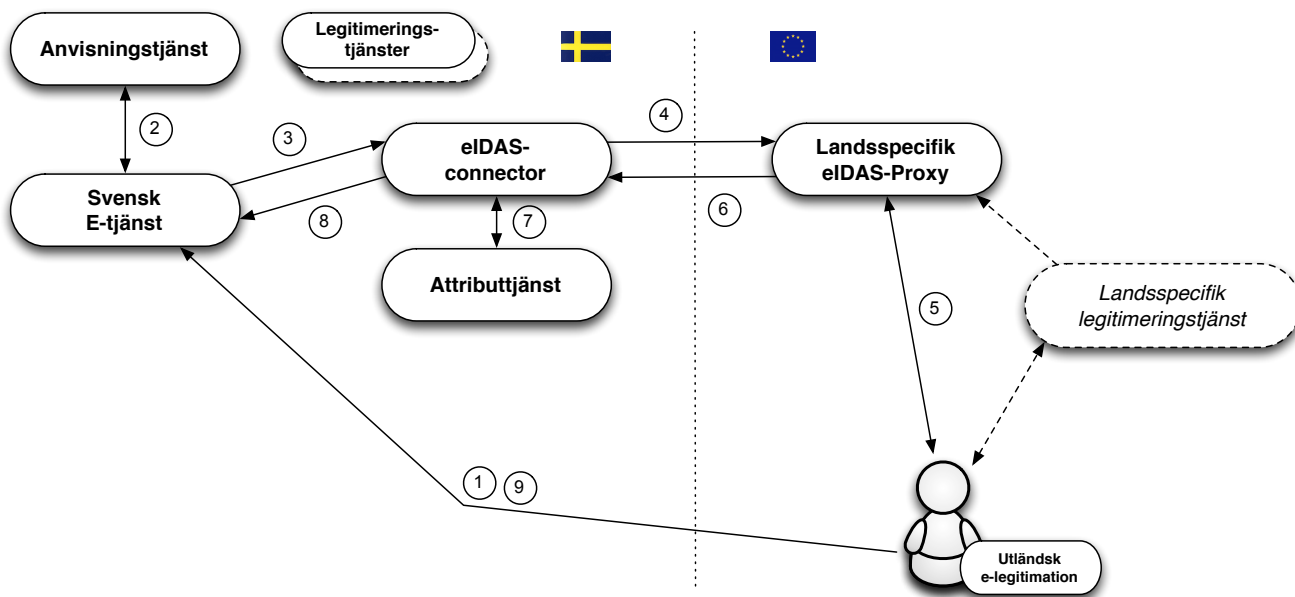 Anvisningstjänst
Legitimerings-
tjänster
2
3
4
eIDAS-
connector
Landsspecifik
eIDAS-Proxy
Svensk
E-tjänst
8
7
6
Attributtjänst
5
Landsspecifik
legitimeringstjänst
1
9
Utländsk
e-legitimation